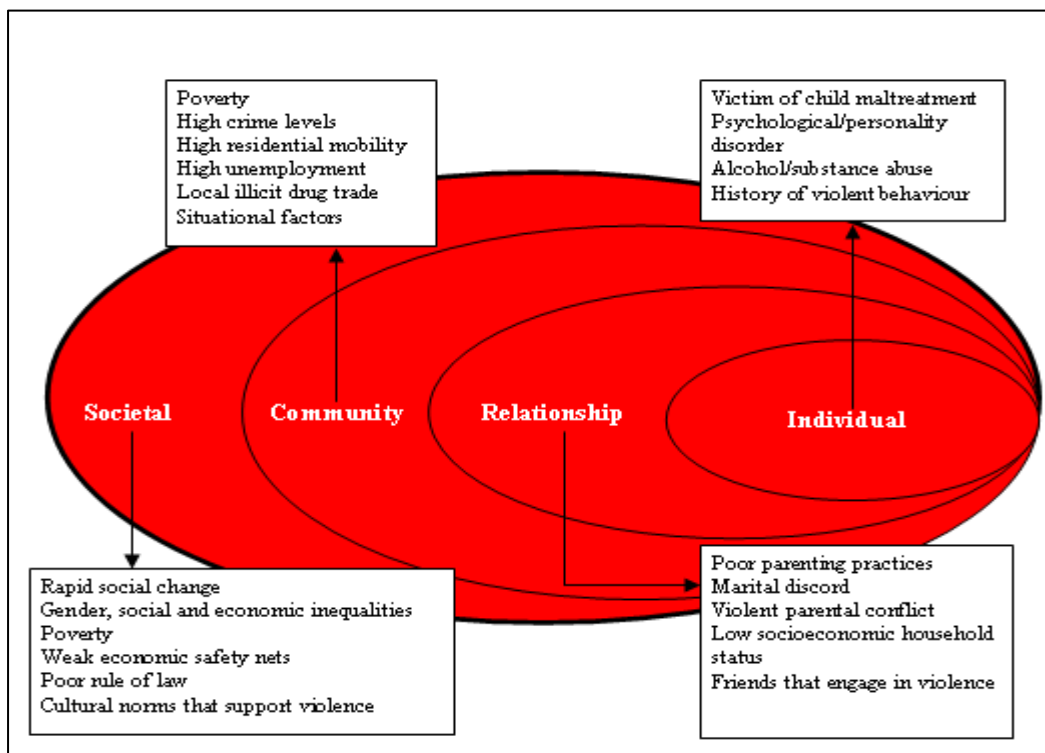 Poverty
High crime levels
High residential mobility
High unemployment
Local illicit drug trade
Situational factors
Victim of child maltreatment
Psychological/personality
disorder
Alcohol/substance abuse
History of violent behaviour
Societal
Community
Relationship
Individual
Rapid social change
Gender, social and economic inequalities
Poverty
Weak economic safety nets
Poor rule of law
Cultural norms that support violence
Poor parenting practices
Marital discord
Violent parental conflict
Low socioeconomic household
status
Friends that engage in violence